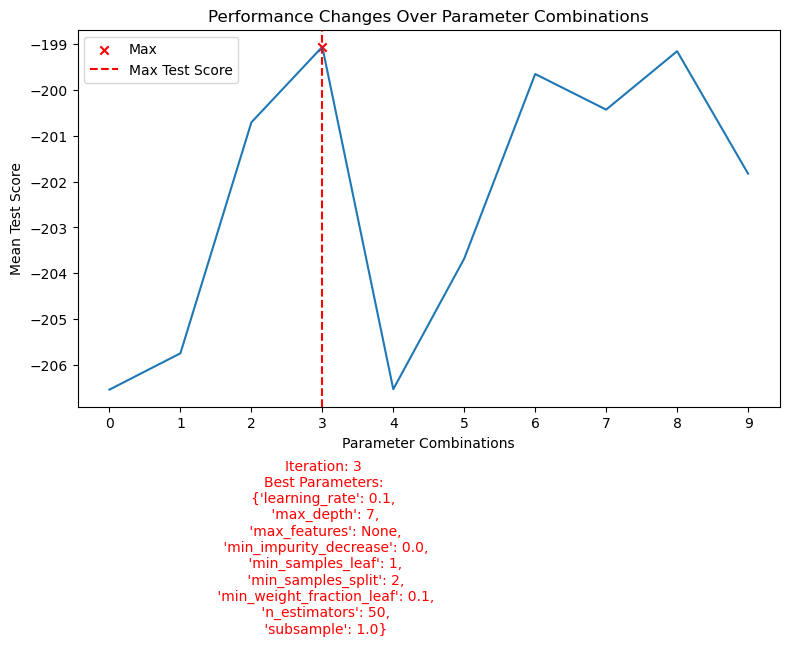 Performance Changes Over Parameter Combinations
Max
Max Test Score
Mean Test Score
−199
−200
−201
−202
−203
−204
−205
−206
0 1 2 3 4 5 6 7 8 9
Parameter Combinations
Iteration: 3
Best Parameters:
{'learning_rate': 0.1,
'max_depth': 7,
'max_features': None,
'min_impurity_decrease': 0.0,
'min_samples_leaf': 1,
'min_samples_split': 2,
'min_weight_fraction_leaf': 0.1,
'n_estimators': 50,
'subsample': 1.0}